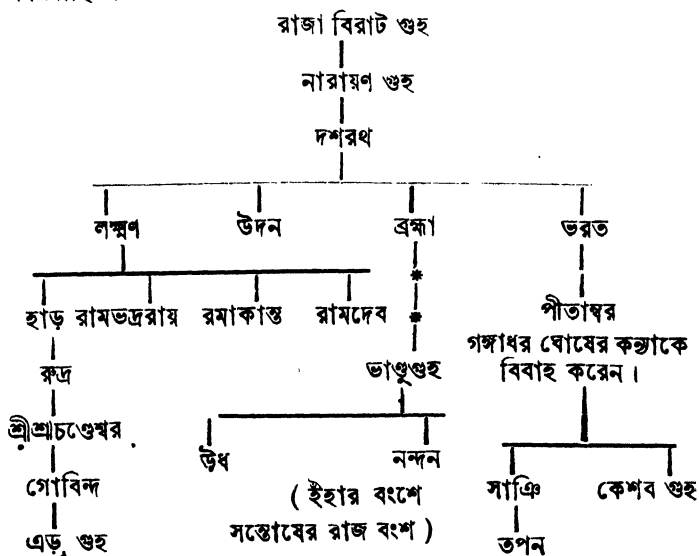 রাজা বিরাট গুহ
নারায়ণ গুহ
দশরথ
লক্ষ্মণ উদন ব্রহ্মা ভরত
হাড় রামভদ্ররায় রমাকান্ত রামদেব
*
*
পীতাম্বর
গঙ্গাধর ঘোষের কন্যাকে
বিবাহ করেন।
রুদ্র ভাণ্ডুগুহ
শ্রীশ্রীচণ্ডেশ্বর
উধ নন্দন
গোবিন্দ ( ইঁহার বংশে সাঞি কেশব গুহ
সন্তোষের রাজ বংশ )
এড়ু গুহ তপন